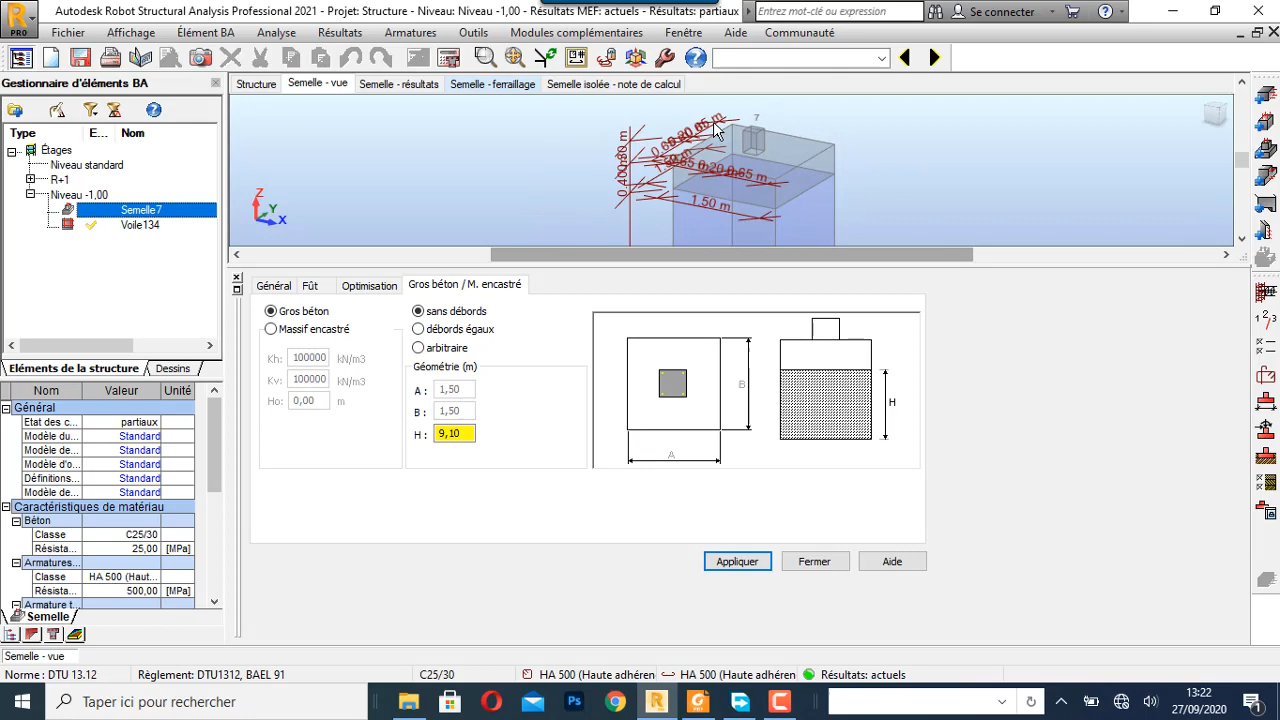 PRO
Autodesk Robot Structural Analysis Professional 2021 - Projet: Structure - Niveau: Niveau -1,00 - Résultats MEF: actuels - Résultats: partiaux
Entrez mot-clé ou expression
Se connecter
Fichier Affichage Élément BA Analyse Résultats Armatures Outils Modules complémentaires Fenêtre Aide Communauté
Gestionnaire d'éléments BA
Structure Semelle - vue Semelle - résultats Semelle - ferraillage Semelle isolée - note de calcul
Type E... Nom
Étages
Niveau standard
R+1
Niveau -1,00
Semelle7
Voile134
7
0.20 m 0.65 m
1.50 m
Z
Y
X
Général Fût Optimisation Gros béton / M. encastré
Gros béton
Massif encastré
Kh: 100000 kN/m3
Kv: 100000 kN/m3
Ho: 0,00 m
sans débords
débords égaux
arbitraire
Géométrie (m)
A : 1,50
B : 1,50
H : 9,10
B
A
H
Eléments de la structure Dessins
Nom Valeur Unité
Général
Etat des c... partiaux
Modèle du... Standard
Modèle de... Standard
Modèle d'o... Standard
Définitions... Standard
Modèle de... Standard
Caractéristiques de matériau
Béton
Classe C25/30
Résista... 25,00 [MPa]
Armatures...
Classe HA 500 (Haut...
Résista... 500,00 [MPa]
Armature t...
Semelle
Appliquer Fermer Aide
Semelle - vue
Norme : DTU 13.12 Règlement: DTU1312, BAEL 91 C25/30 HA 500 (Haute adhéren HA 500 (Haute adhéren Résultats: actuels
Taper ici pour rechercher
13:22
27/09/2020
1